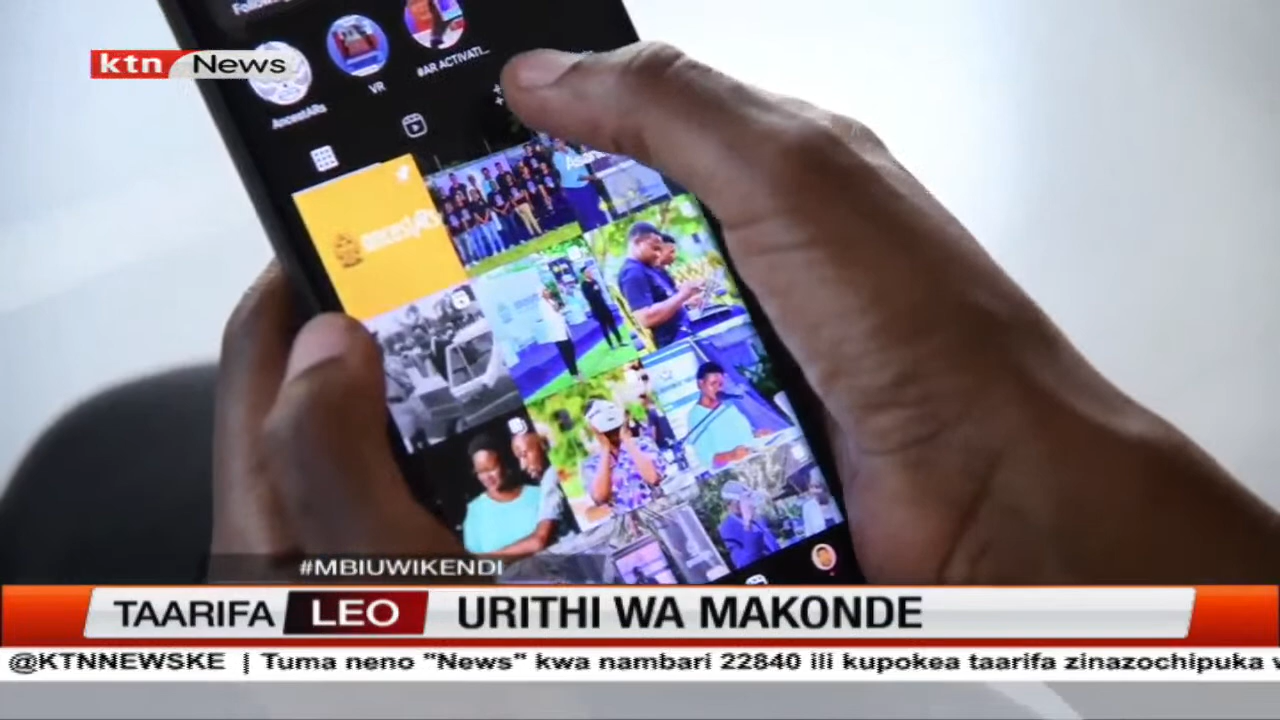 ktn News
AncestARs
VR
#AR ACTIVATI...
#MBIUWIKENDI
TAARIFA LEO URITHI WA MAKONDE
@KTNNEWSKE | Tuma neno "News" kwa nambari 22840 ili kupokea taarifa zinazochipuka